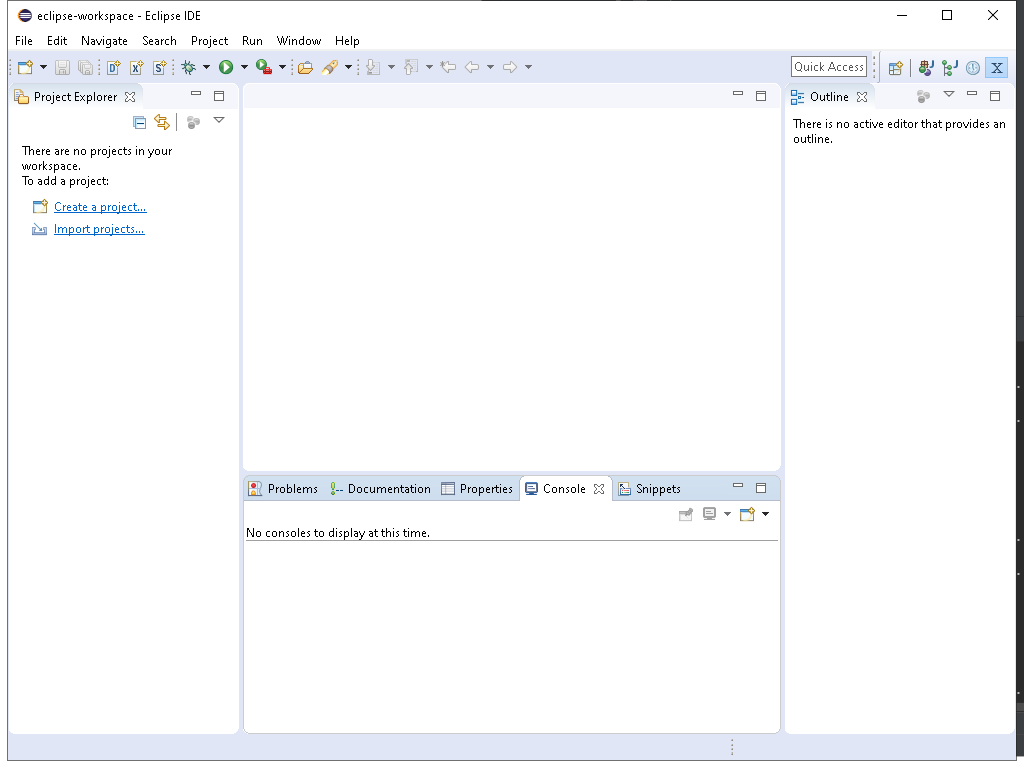 eclipse-workspace - Eclipse IDE
File Edit Navigate Search Project Run Window Help
Quick Access
Project Explorer
There are no projects in your
workspace.
To add a project:
Create a project...
Import projects...
Outline
There is no active editor that provides an
outline.
Problems Documentation Properties Console Snippets
No consoles to display at this time.